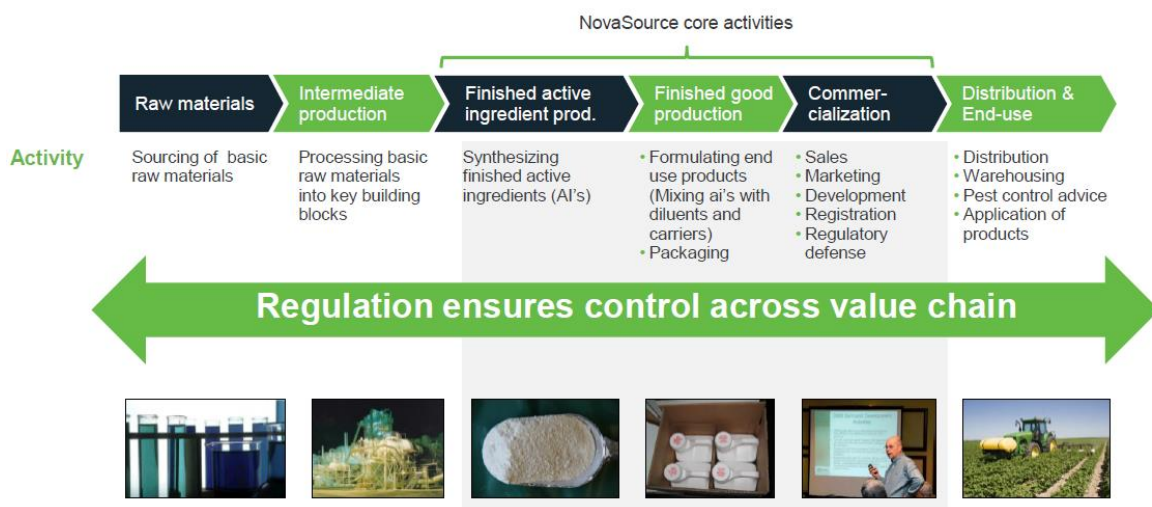 NovaSource core activities
Raw materials
Intermediate
production
Finished active
ingredient prod.
Finished good
production
Commer-
cialization
Distribution &
End-use
Activity
Sourcing of basic
raw materials
Processing basic
raw materials
into key building
blocks
Synthesizing
finished active
ingredients (AI's)
• Formulating end
use products
(Mixing ai's with
diluents and
carriers)
• Packaging
• Sales
• Marketing
• Development
• Registration
• Regulatory
defense
• Distribution
• Warehousing
• Pest control advice
• Application of
products
Regulation ensures control across value chain